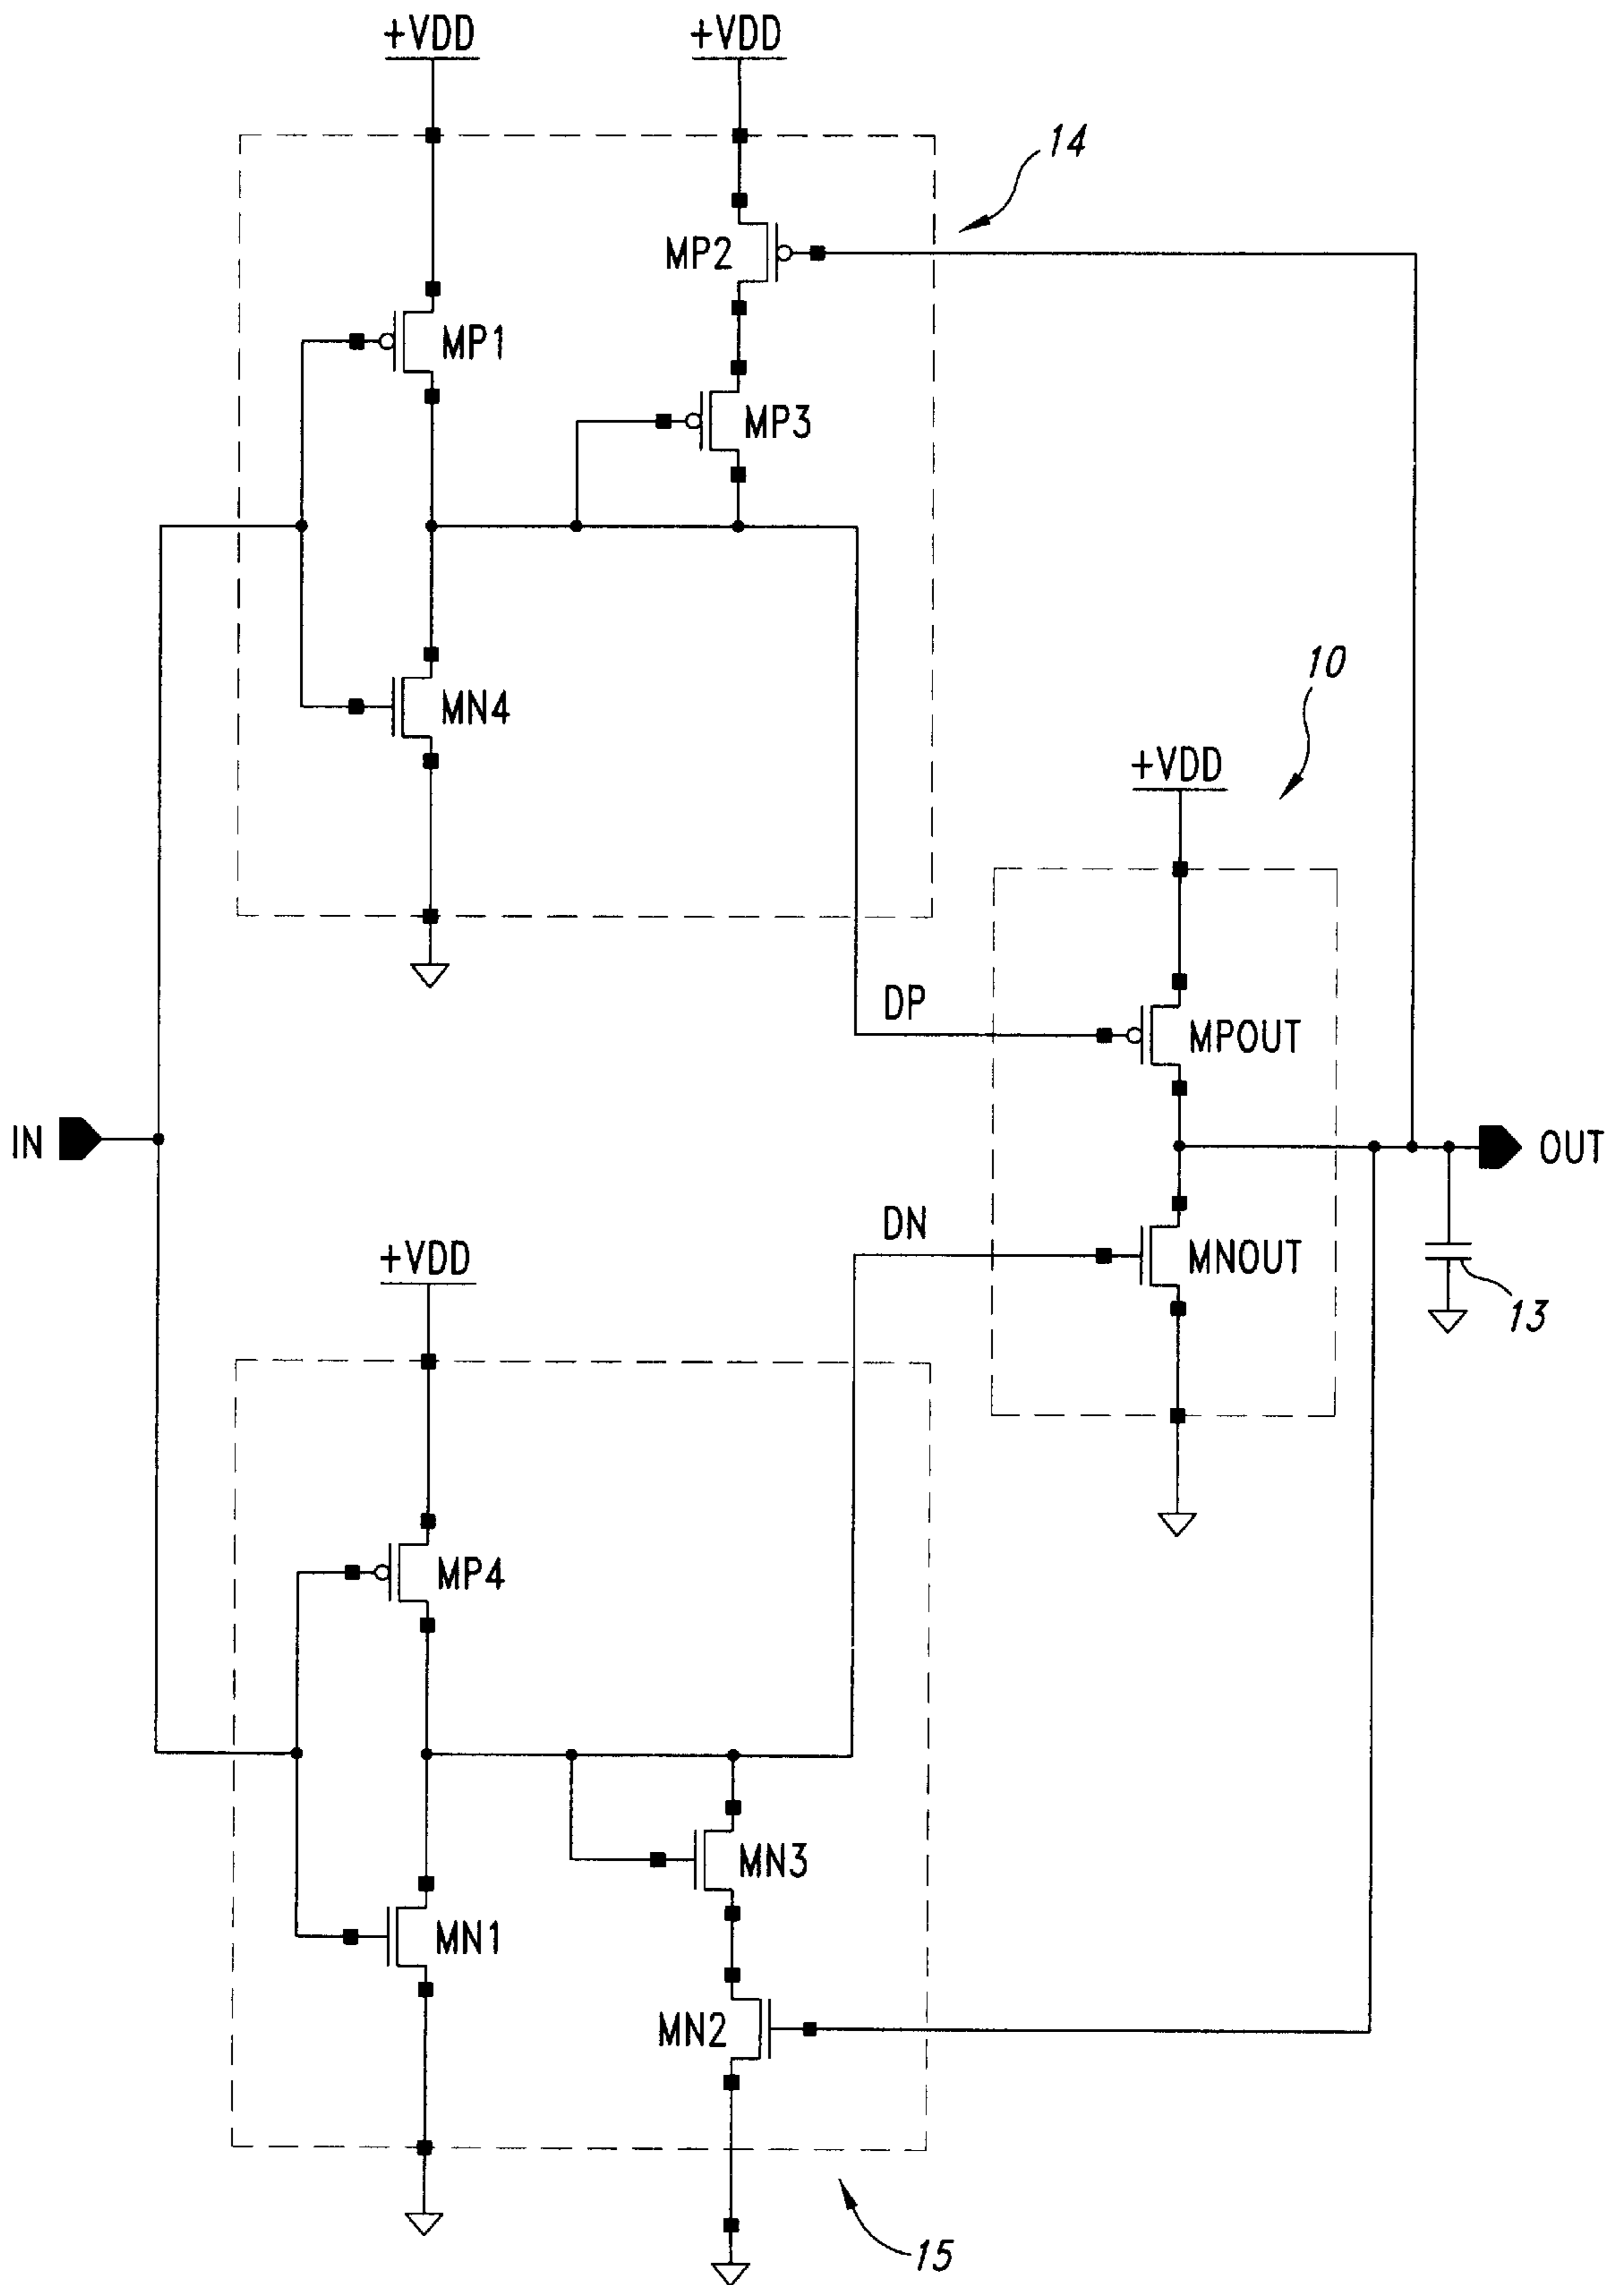 +VDD
+VDD
14
MP2
MP1
MP3
MN4
10
+VDD
DP
MPOUT
IN
OUT
DN
MNOUT
+VDD
13
MP4
MN3
MN1
MN2
15